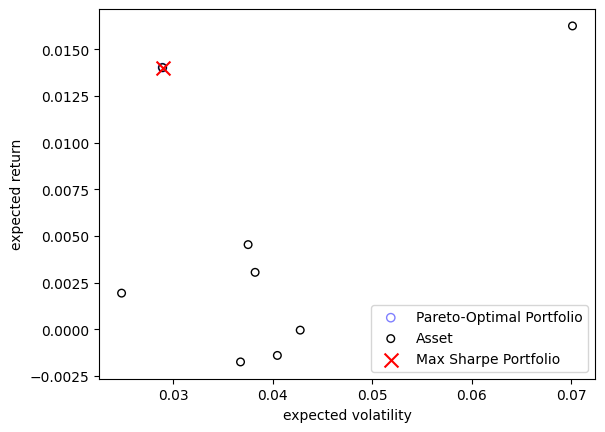 expected return
0.0150
0.0125
0.0100
0.0075
0.0050
0.0025
0.0000
−0.0025
Pareto-Optimal Portfolio
Asset
Max Sharpe Portfolio
0.03 0.04 0.05 0.06 0.07
expected volatility